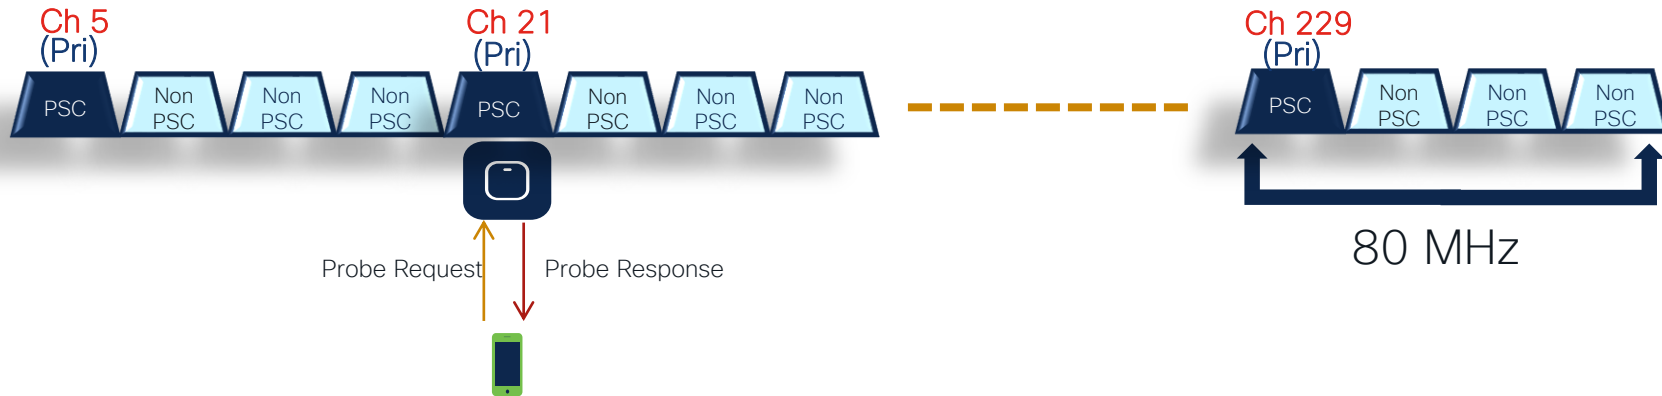 Ch 5
(Pri)
Ch 21
(Pri)
Ch 229
(Pri)
PSC
Non
PSC
Non
PSC
Non
PSC
PSC
Non
PSC
Non
PSC
Non
PSC
PSC
Non
PSC
Non
PSC
Non
PSC
Probe Request
Probe Response
80 MHz